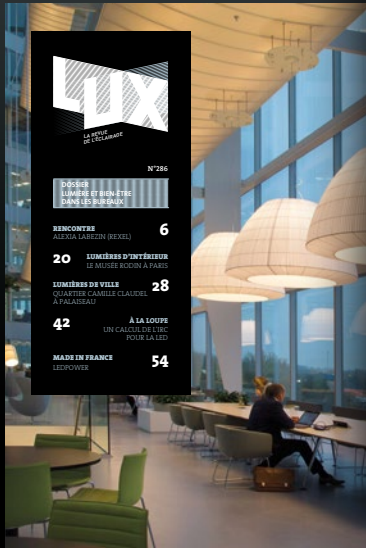 LUX
LA REVUE
DE L'ÉCLAIRAGE
N°286
DOSSIER
LUMIÈRE ET BIEN-ÊTRE
DANS LES BUREAUX
RENCONTRE 6
ALEXIA LABEZIN (REXEL)
20 LUMIÈRES D'INTÉRIEUR
LE MUSÉE RODIN À PARIS
LUMIÈRES DE VILLE 28
QUARTIER CAMILLE CLAUDEL
À PALAISEAU
42 À LA LOUPE
UN CALCUL DE L'IRC
POUR LA LED
MADE IN FRANCE 54
LEDPOWER